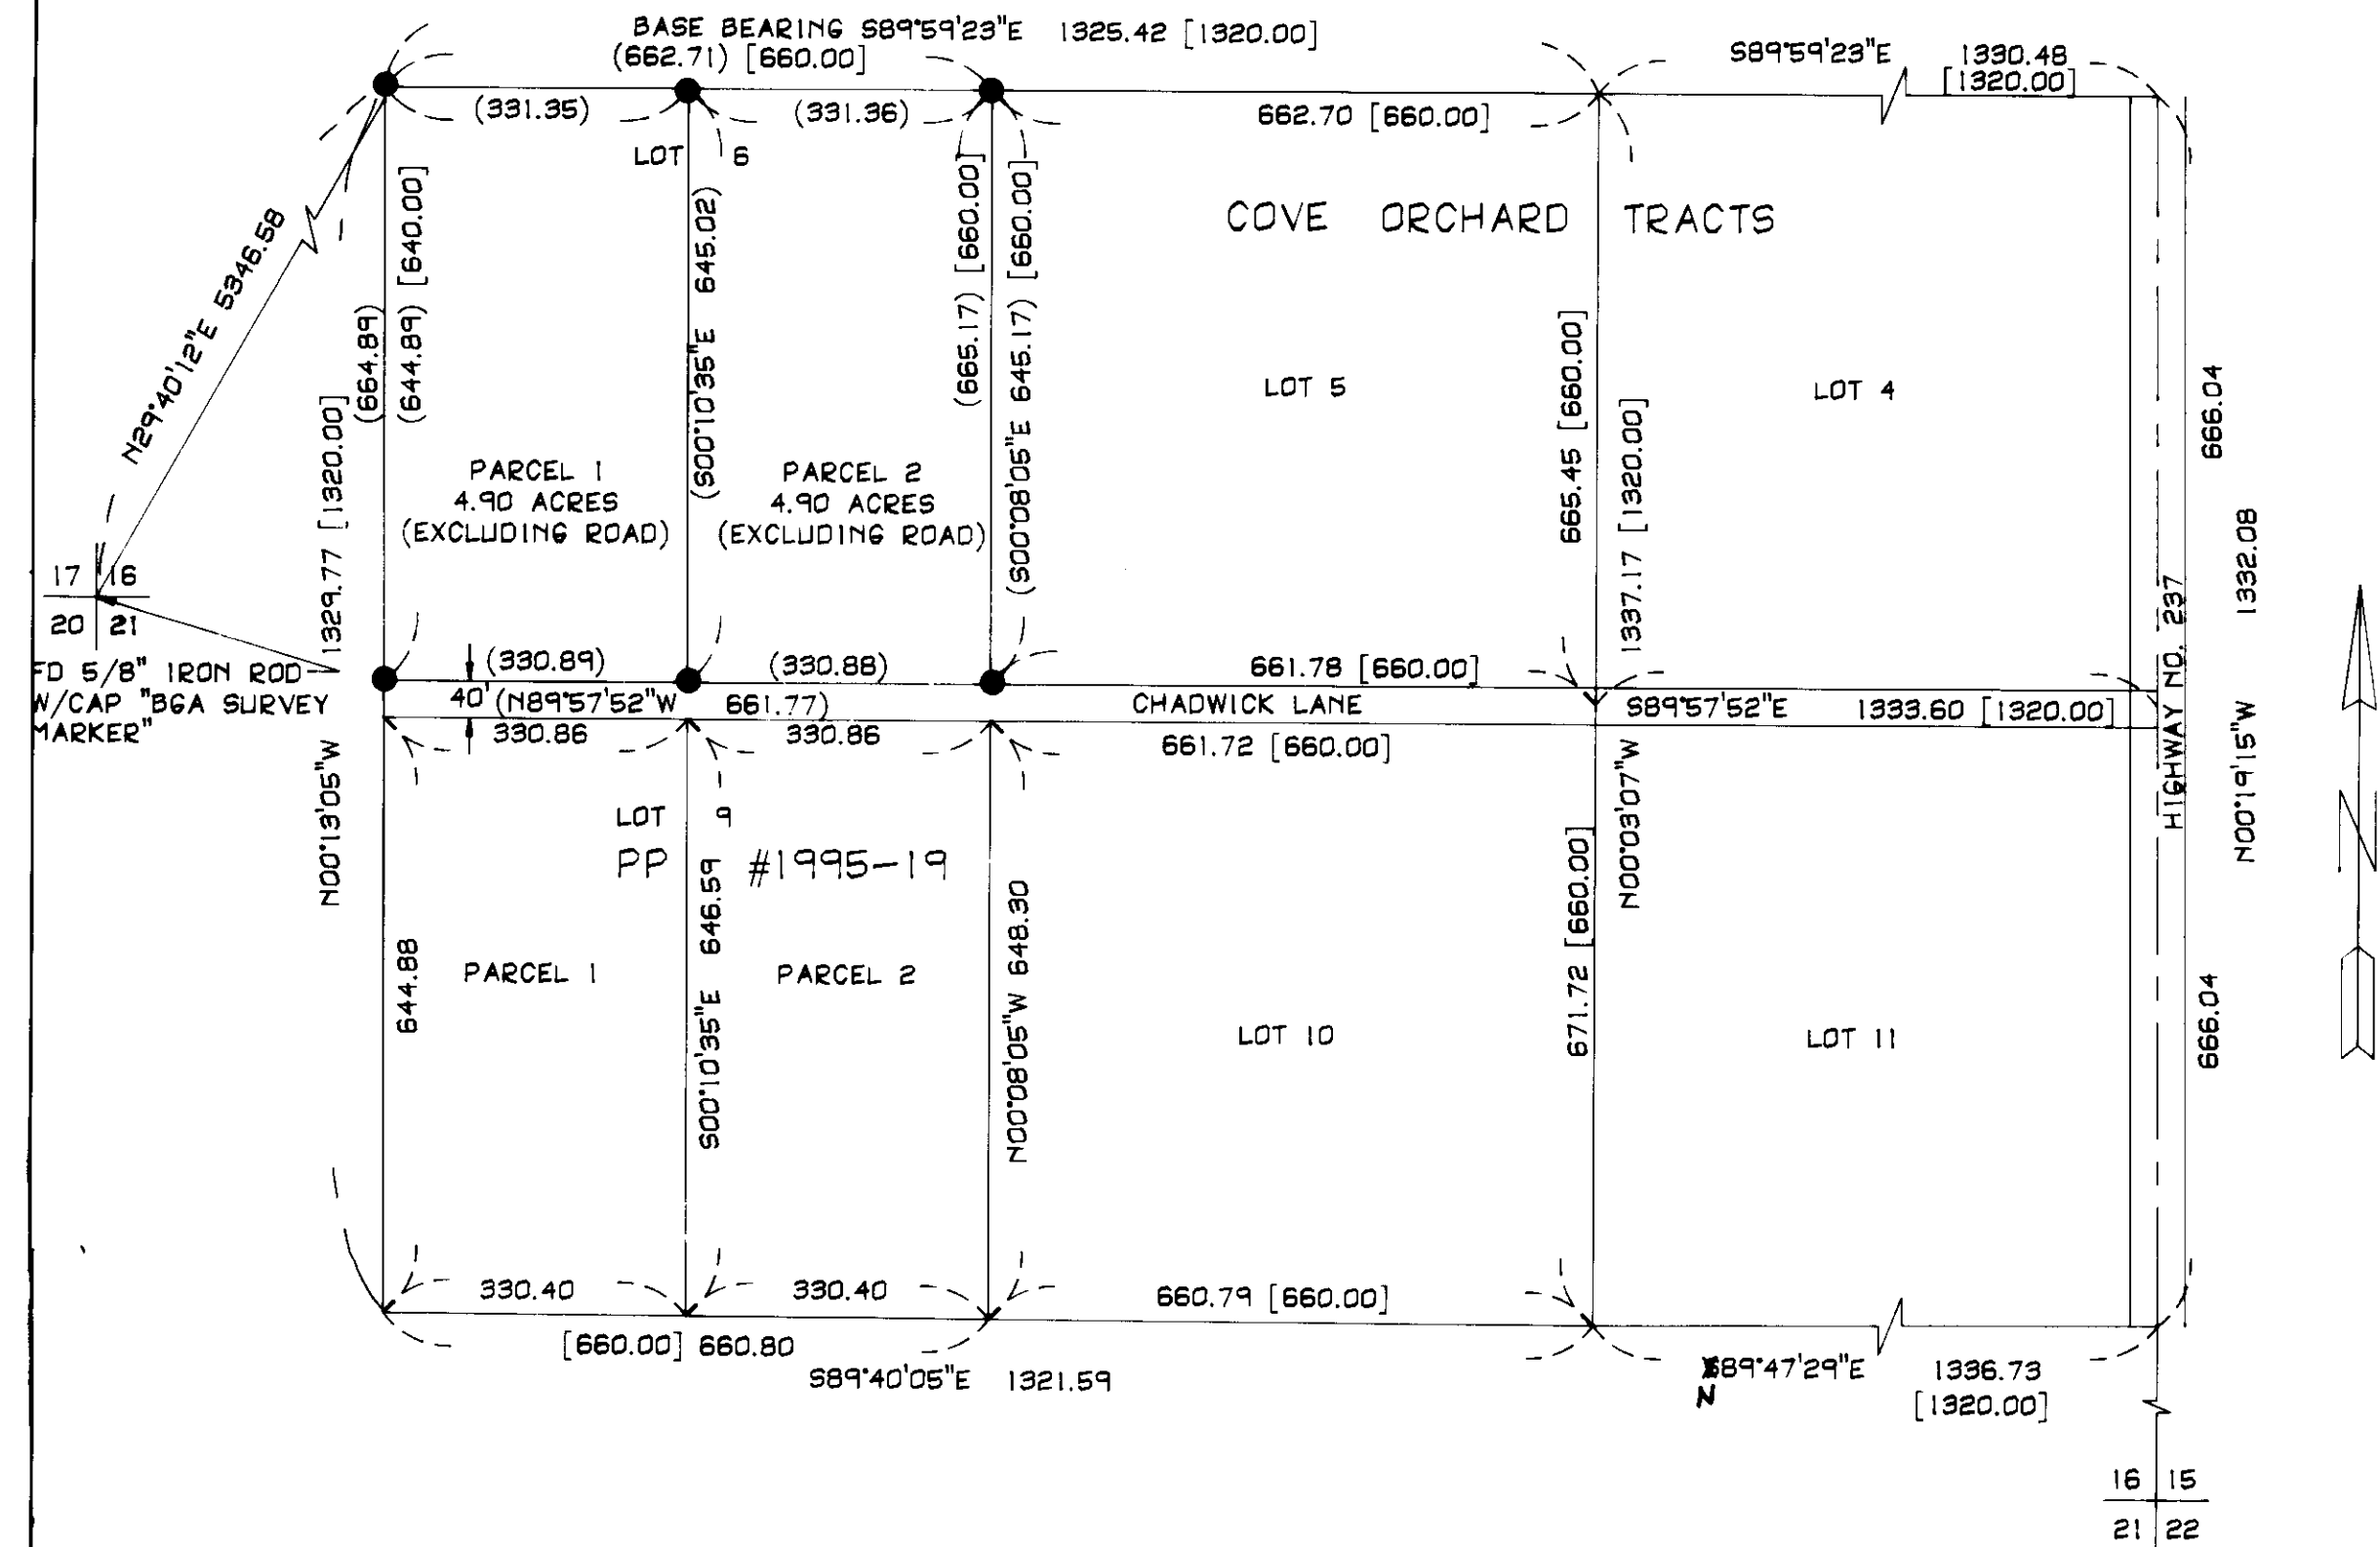 BASE BEARING S89°59'23"E 1325.42 [1320.00]
(662.71) [660.00]
S89°59'23"E 1330.48
[1320.00]
(331.35)
(331.36)
662.70 [660.00]
LOT 6
COVE ORCHARD TRACTS
N29°40'12"E 5346.58
(664.89)
(644.89) [640.00]
(S00°10'35"E 645.02)
(665.17) [660.00]
(S00°08'05"E 645.17) [660.00]
665.45 [660.00]
1337.17 [1320.00]
N00°03'07"W
LOT 5
LOT 4
666.04
PARCEL 1
4.90 ACRES
(EXCLUDING ROAD)
PARCEL 2
4.90 ACRES
(EXCLUDING ROAD)
17 16
20 21
FD 5/8" IRON ROD
W/CAP "BGA SURVEY
MARKER"
N00°13'05"W 1329.77 [1320.00]
(330.89)
(330.88)
661.78 [660.00]
40' (N89°57'52"W 661.77)
CHADWICK LANE
S89°57'52"E 1333.60 [1320.00]
HIGHWAY NO. 237
N00°19'15"W 1332.08
330.86
330.86
661.72 [660.00]
LOT 9
PP #1995-19
N
644.88
PARCEL 1
S00°10'35"E 646.59
PARCEL 2
N00°08'05"W 648.30
LOT 10
671.72 [660.00]
LOT 11
666.04
330.40
330.40
660.79 [660.00]
[660.00] 660.80
S89°40'05"E 1321.59
89°47'29"E 1336.73
N
[1320.00]
16 15
21 22